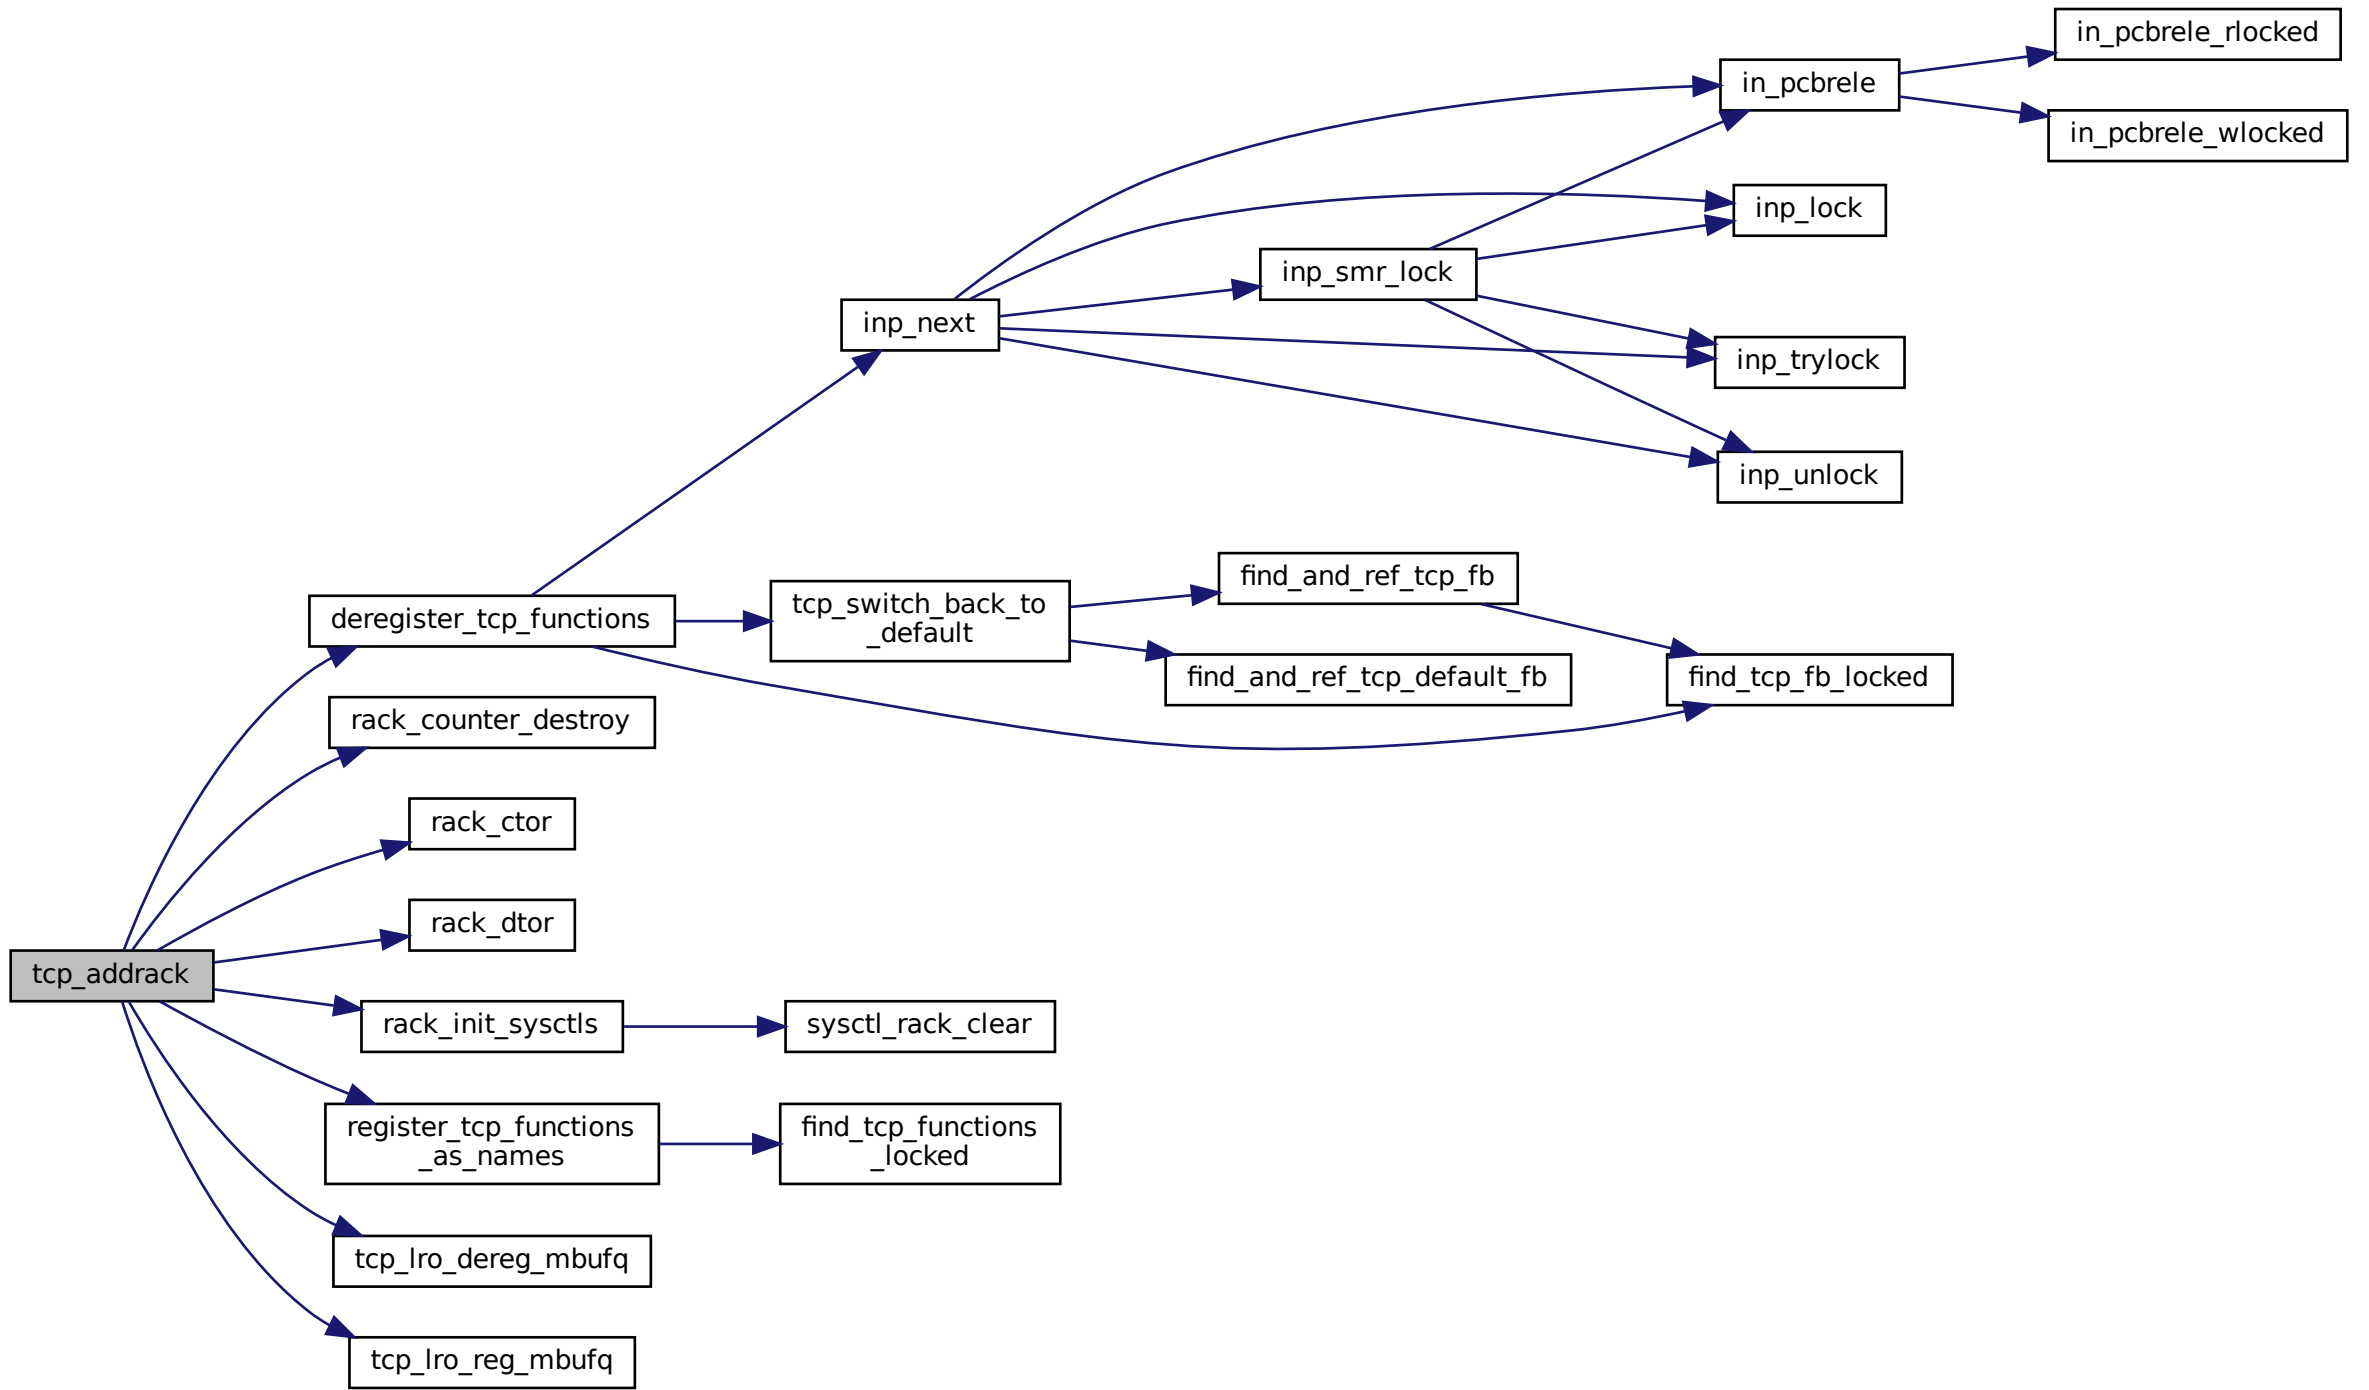 in_pcbrele_rlocked
in_pcbrele
in_pcbrele_wlocked
inp_lock
inp_smr_lock
inp_next
inp_trylock
inp_unlock
find_and_ref_tcp_fb
tcp_switch_back_to
_default
deregister_tcp_functions
find_and_ref_tcp_default_fb
find_tcp_fb_locked
rack_counter_destroy
rack_ctor
rack_dtor
tcp_addrack
rack_init_sysctls
sysctl_rack_clear
register_tcp_functions
_as_names
find_tcp_functions
_locked
tcp_lro_dereg_mbufq
tcp_lro_reg_mbufq